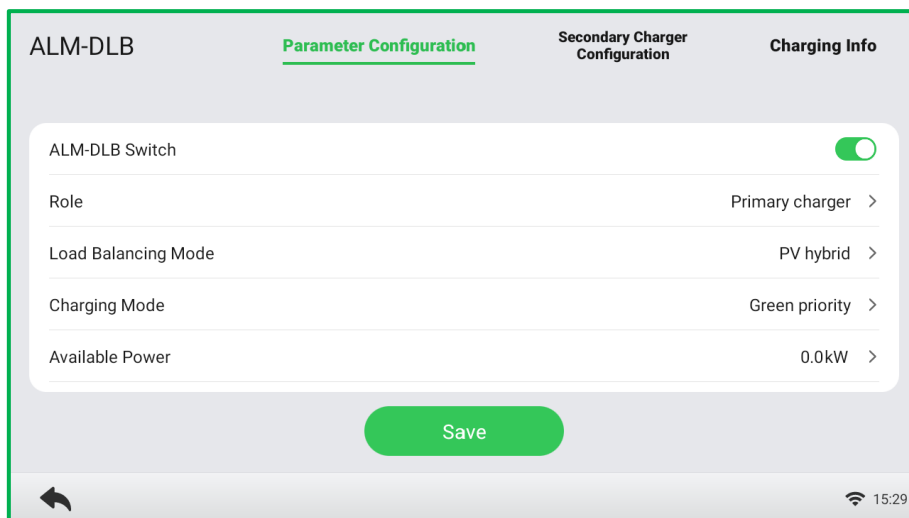 ALM-DLB
Parameter Configuration
Secondary Charger
Configuration
Charging Info
ALM-DLB Switch
Role
Primary charger
Load Balancing Mode
PV hybrid
Charging Mode
Green priority
Available Power
0.0kW
Save
15:29